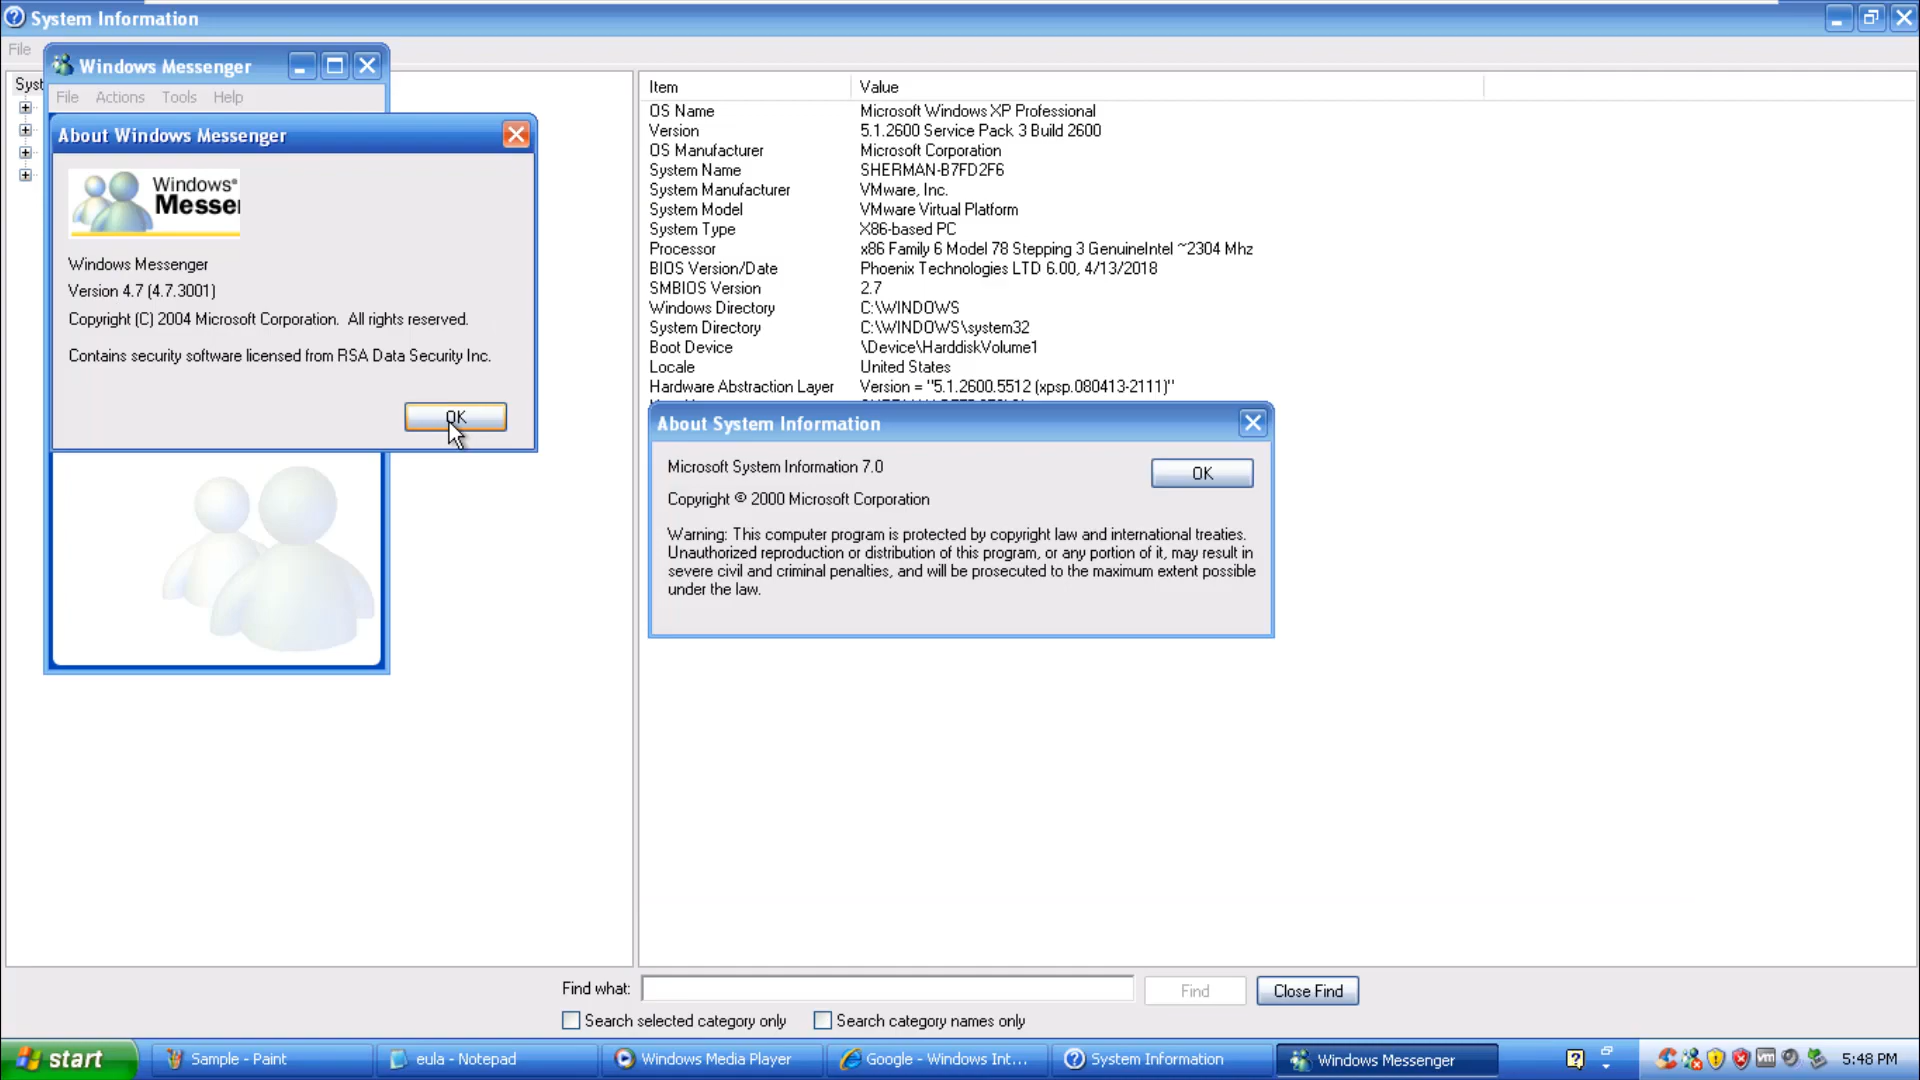 System Information
File
Syst
Windows Messenger
File Actions Tools Help
About Windows Messenger
Windows®
Messe
Windows Messenger
Version 4.7 (4.7.3001)
Copyright (C) 2004 Microsoft Corporation. All rights reserved.
Contains security software licensed from RSA Data Security Inc.
OK
Item Value
OS Name Microsoft Windows XP Professional
Version 5.1.2600 Service Pack 3 Build 2600
OS Manufacturer Microsoft Corporation
System Name SHERMAN-B7FD2F6
System Manufacturer VMware, Inc.
System Model VMware Virtual Platform
System Type X86-based PC
Processor x86 Family 6 Model 78 Stepping 3 GenuineIntel ~2304 Mhz
BIOS Version/Date Phoenix Technologies LTD 6.00, 4/13/2018
SMBIOS Version 2.7
Windows Directory C:\WINDOWS
System Directory C:\WINDOWS\system32
Boot Device \Device\HarddiskVolume1
Locale United States
Hardware Abstraction Layer Version = "5.1.2600.5512 (xpsp.080413-2111)"
About System Information
Microsoft System Information 7.0
OK
Copyright © 2000 Microsoft Corporation
Warning: This computer program is protected by copyright law and international treaties.
Unauthorized reproduction or distribution of this program, or any portion of it, may result in
severe civil and criminal penalties, and will be prosecuted to the maximum extent possible
under the law.
Find what:
Find
Close Find
Search selected category only
Search category names only
start
Sample - Paint
eula - Notepad
Windows Media Player
Google - Windows Int...
System Information
Windows Messenger
5:48 PM